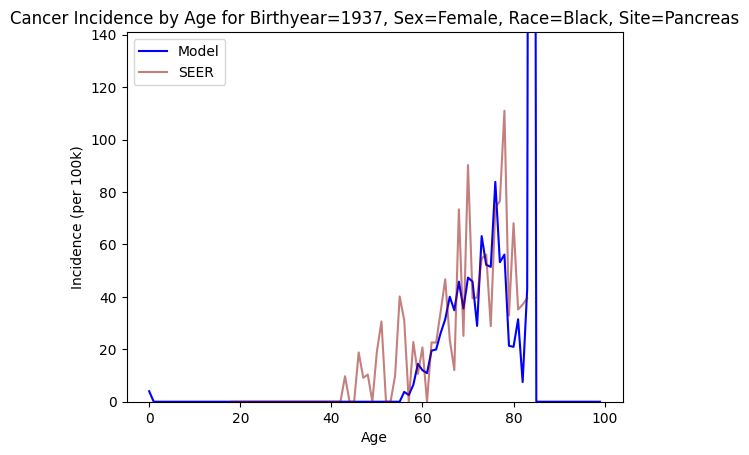 Cancer Incidence by Age for Birthyear=1937, Sex=Female, Race=Black, Site=Pancreas
Model
SEER
Incidence (per 100k)
140
120
100
80
60
40
20
0
0 20 40 60 80 100
Age